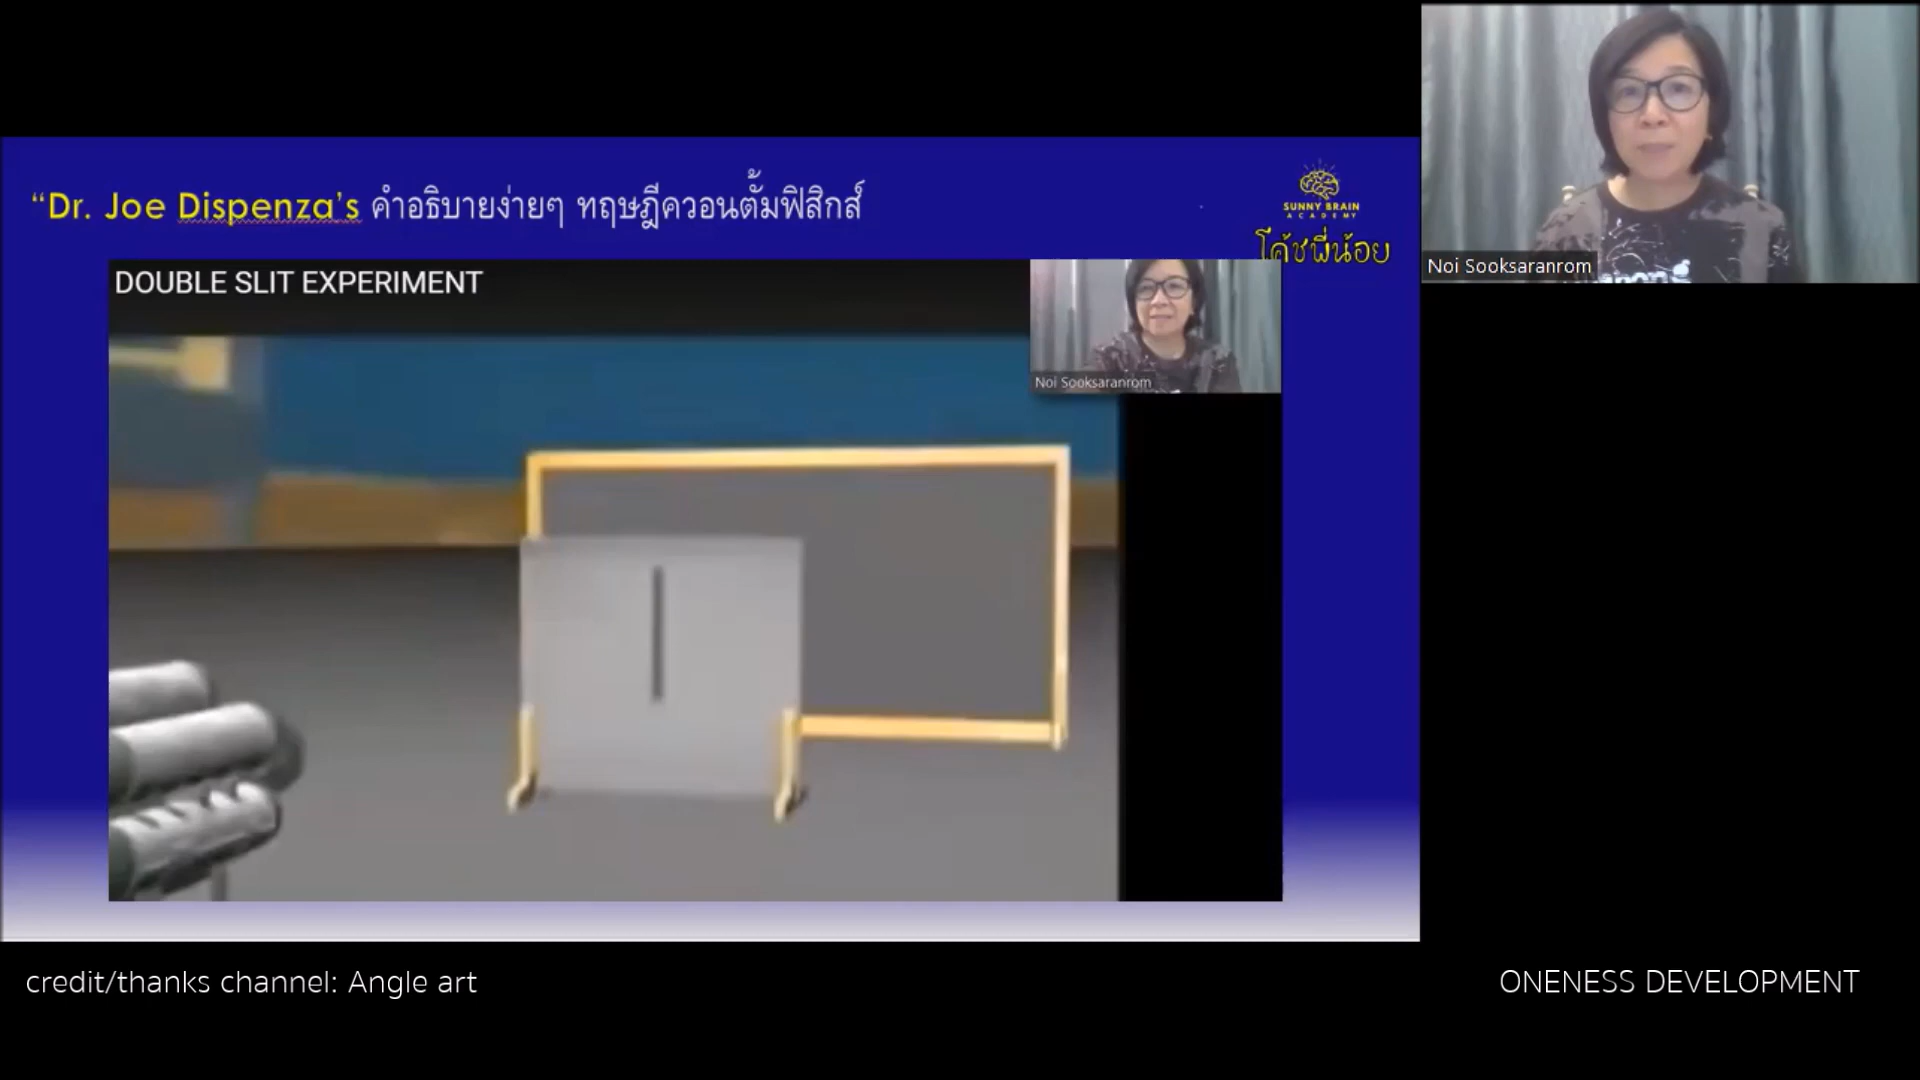 “Dr. Joe Dispenza’s คำอธิบายง่ายๆ ทฤษฎีควอนตั้มฟิสิกส์
SUNNY BRAIN
ACADEMY
โค้ชพี่น้อย
Noi Sooksaranrom
DOUBLE SLIT EXPERIMENT
Noi Sooksaranrom
credit/thanks channel: Angle art
ONENESS DEVELOPMENT